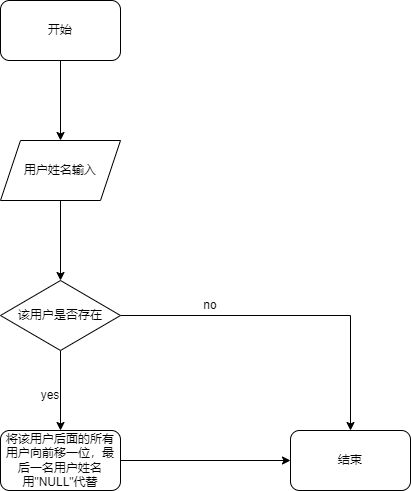 开始
用户姓名输入
该用户是否存在
no
yes
将该用户后面的所有
用户向前移一位，最
后一名用户姓名
用"NULL"代替
结束